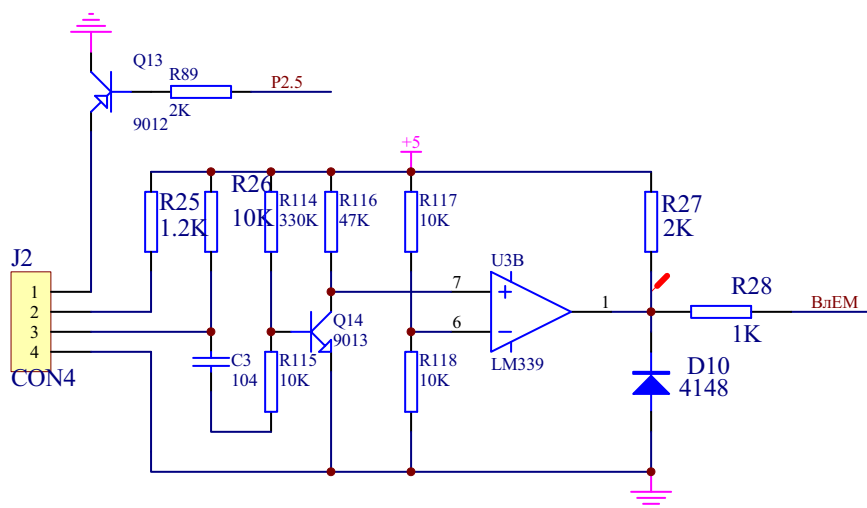 Q13
R89
P2.5
2K
9012
+5
R25
1.2K
R26
10K
R114
330K
R116
47K
R117
10K
R27
2K
J2
1
2
3
4
CON4
U3B
7
+
6
−
1
LM339
R28
1K
ВлЕМ
Q14
9013
C3
104
R115
10K
R118
10K
D10
4148